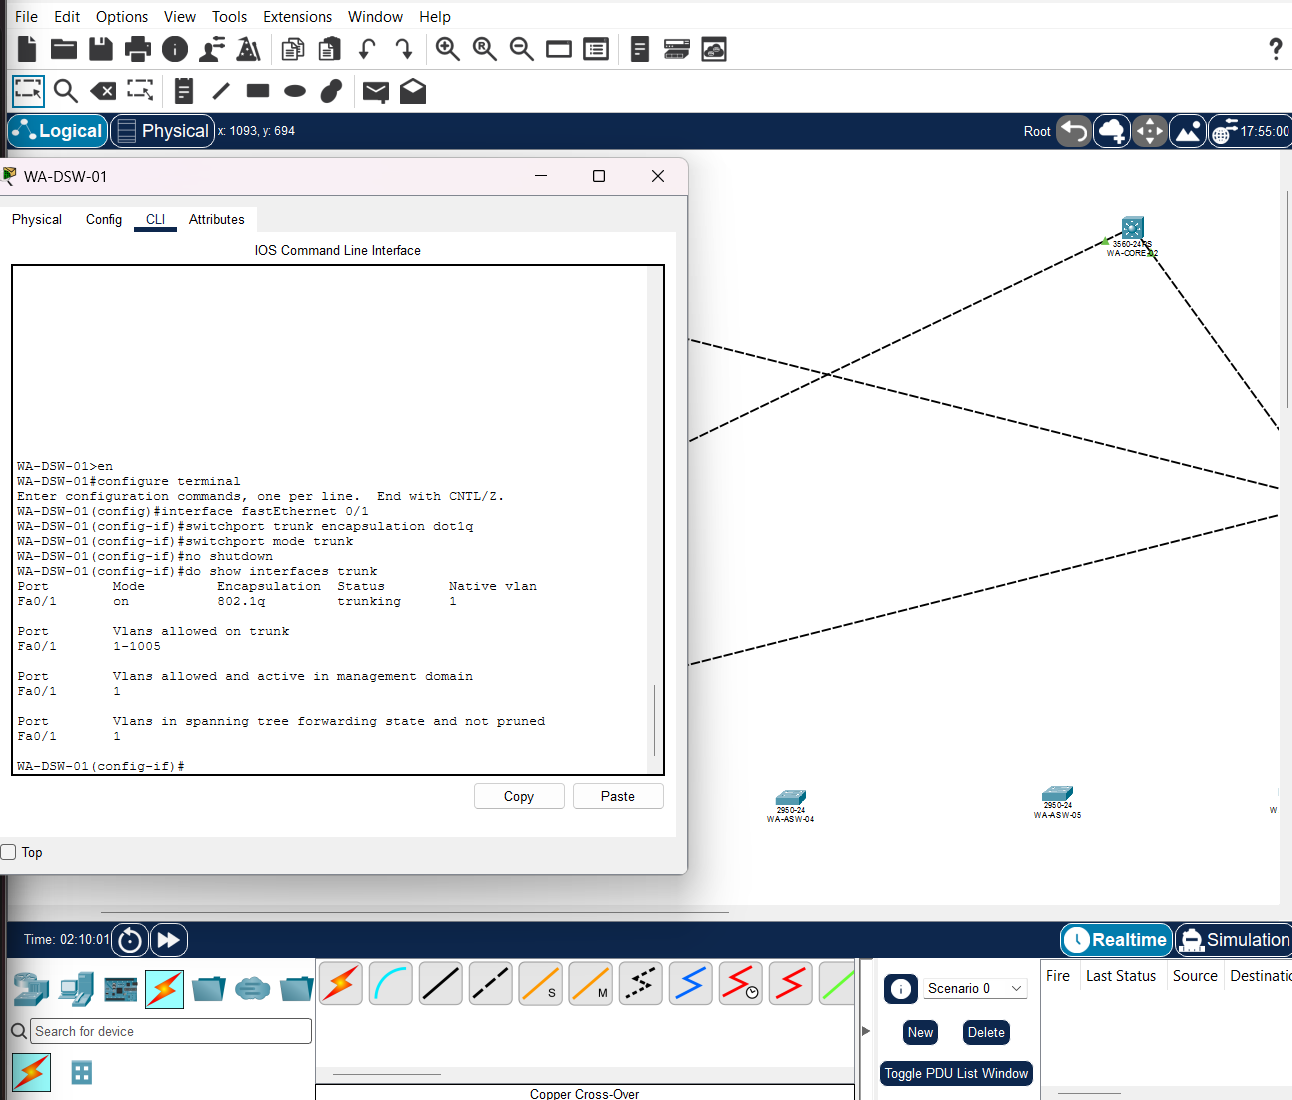 File Edit Options View Tools Extensions Window Help
Logical Physical x: 1093, y: 694 Root 17:55:00
WA-DSW-01
Physical Config CLI Attributes
IOS Command Line Interface
WA-DSW-01>en
WA-DSW-01#configure terminal
Enter configuration commands, one per line.  End with CNTL/Z.
WA-DSW-01(config)#interface fastEthernet 0/1
WA-DSW-01(config-if)#switchport trunk encapsulation dot1q
WA-DSW-01(config-if)#switchport mode trunk
WA-DSW-01(config-if)#no shutdown
WA-DSW-01(config-if)#do show interfaces trunk
Port        Mode         Encapsulation  Status        Native vlan
Fa0/1       on           802.1q         trunking      1
Port        Vlans allowed on trunk
Fa0/1       1-1005
Port        Vlans allowed and active in management domain
Fa0/1       1
Port        Vlans in spanning tree forwarding state and not pruned
Fa0/1       1
WA-DSW-01(config-if)#
Copy Paste
Top
3560-24PS
WA-CORE-02
2950-24
WA-ASW-04
2950-24
WA-ASW-05
W
Time: 02:10:01 Realtime Simulation
S M
Search for device
Copper Cross-Over
Scenario 0
New Delete
Toggle PDU List Window
Fire Last Status Source Destinatio